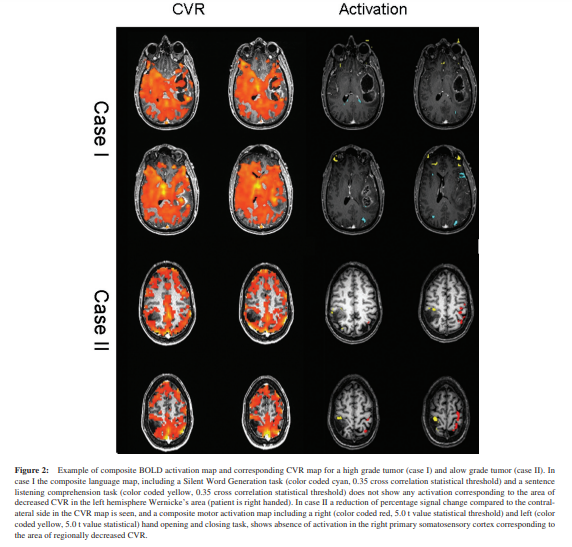 CVR
Activation
Case I
Case II
Figure 2: Example of composite BOLD activation map and corresponding CVR map for a high grade tumor (case I) and alow grade tumor (case II). In
case I the composite language map, including a Silent Word Generation task (color coded cyan, 0.35 cross correlation statistical threshold) and a sentence
listening comprehension task (color coded yellow, 0.35 cross correlation statistical threshold) does not show any activation corresponding to the area of
decreased CVR in the left hemisphere Wernicke's area (patient is right handed). In case II a reduction of percentage signal change compared to the contral-
ateral side in the CVR map is seen, and a composite motor activation map including a right (color coded red, 5.0 t value statistical threshold) and left (color
coded yellow, 5.0 t value statistical) hand opening and closing task, shows absence of activation in the right primary somatosensory cortex corresponding to
the area of regionally decreased CVR.